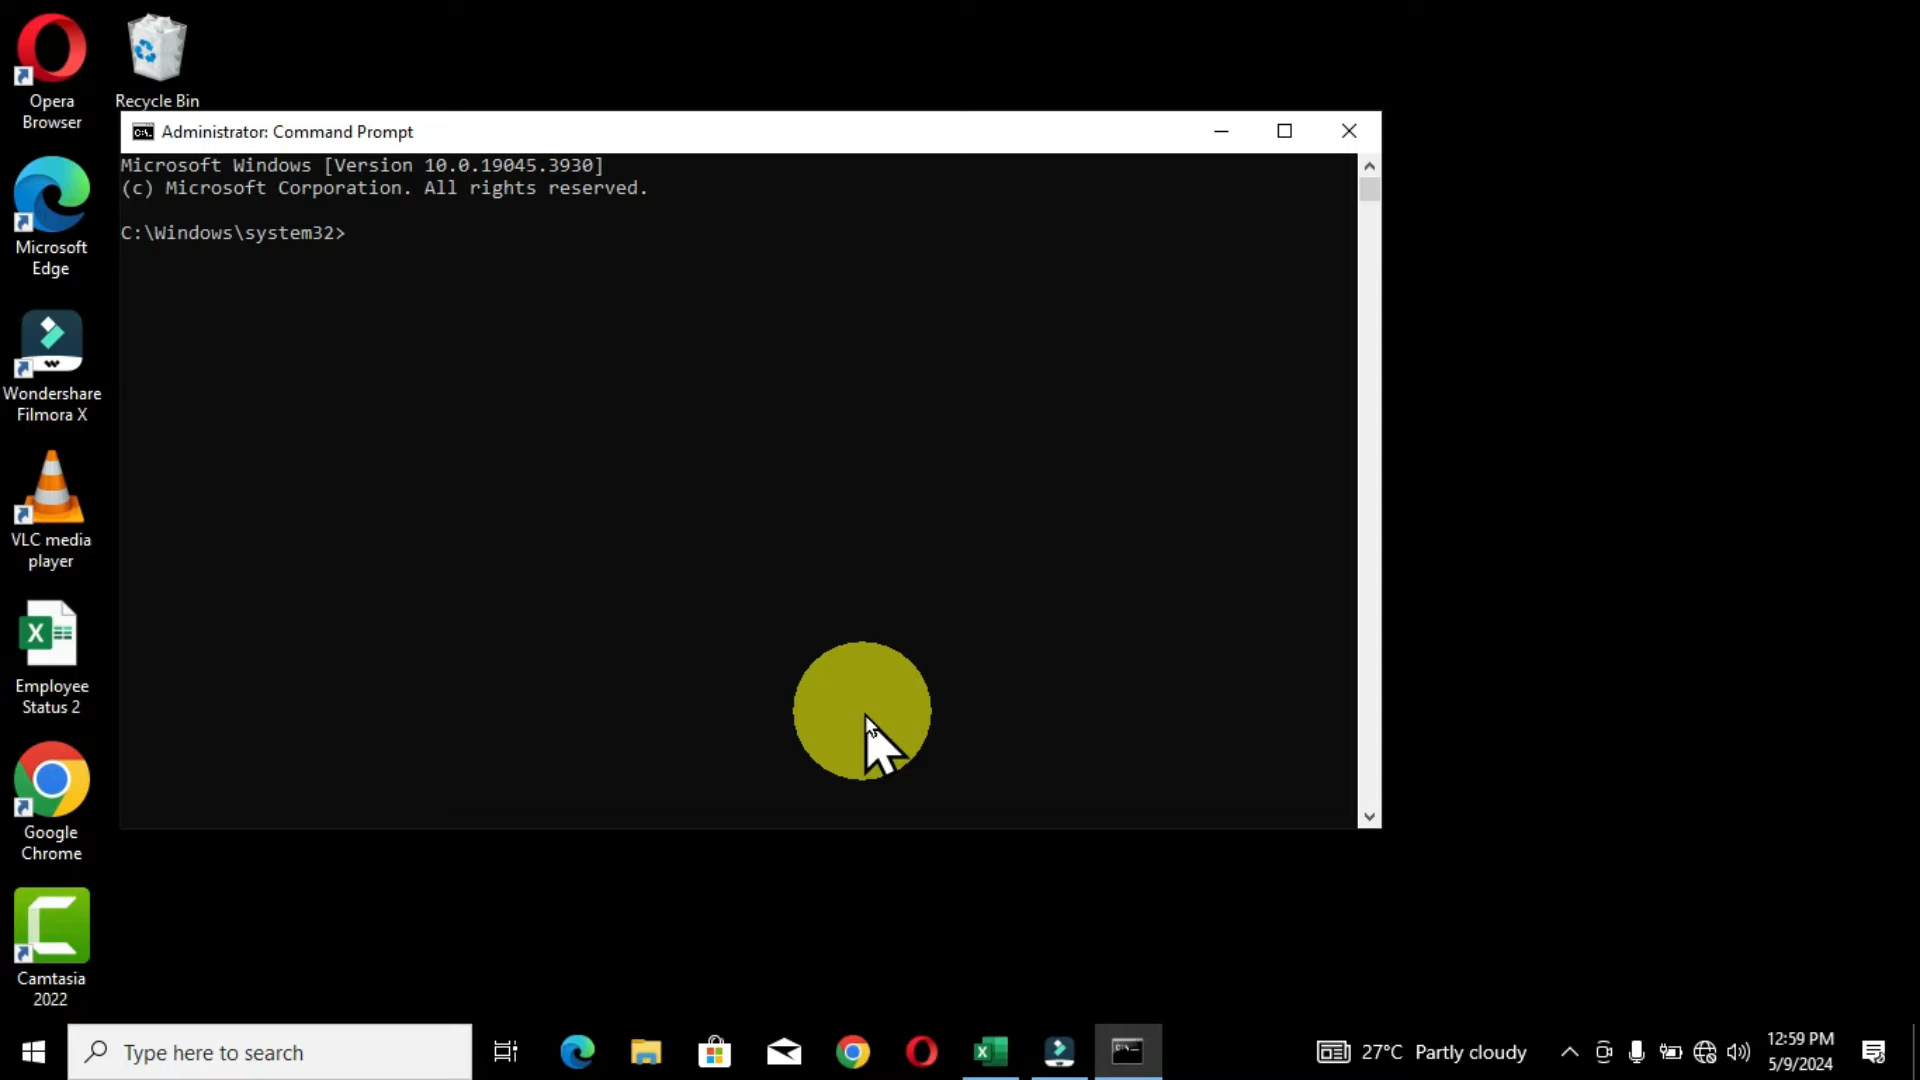 Opera
Browser
Recycle Bin
Microsoft
Edge
Wondershare
Filmora X
VLC media
player
Employee
Status 2
Google
Chrome
Camtasia
2022
Administrator: Command Prompt
Microsoft Windows [Version 10.0.19045.3930]
(c) Microsoft Corporation. All rights reserved.
C:\Windows\system32>
Type here to search
27°C Partly cloudy
12:59 PM
5/9/2024